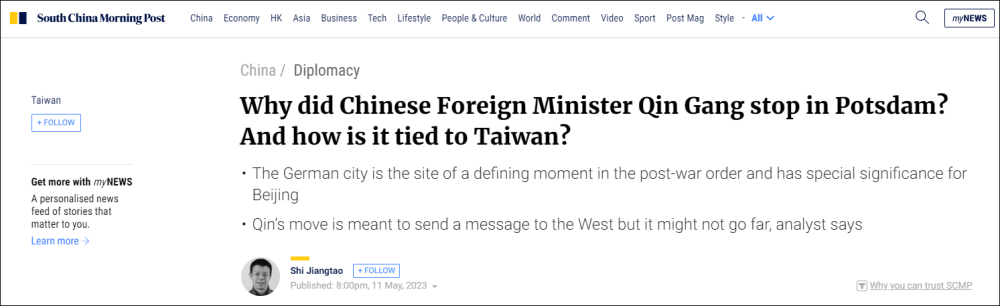 South China Morning Post
China Economy HK Asia Business Tech Lifestyle People & Culture World Comment Video Sport Post Mag Style - All
myNEWS
China / Diplomacy
Taiwan
+ FOLLOW
Why did Chinese Foreign Minister Qin Gang stop in Potsdam?
And how is it tied to Taiwan?
Get more with myNEWS
A personalised news
feed of stories that
matter to you.
Learn more
• The German city is the site of a defining moment in the post-war order and has special significance for
Beijing
• Qin's move is meant to send a message to the West but it might not go far, analyst says
Shi Jiangtao + FOLLOW
Published: 8:00pm, 11 May, 2023
T Why you can trust SCMP